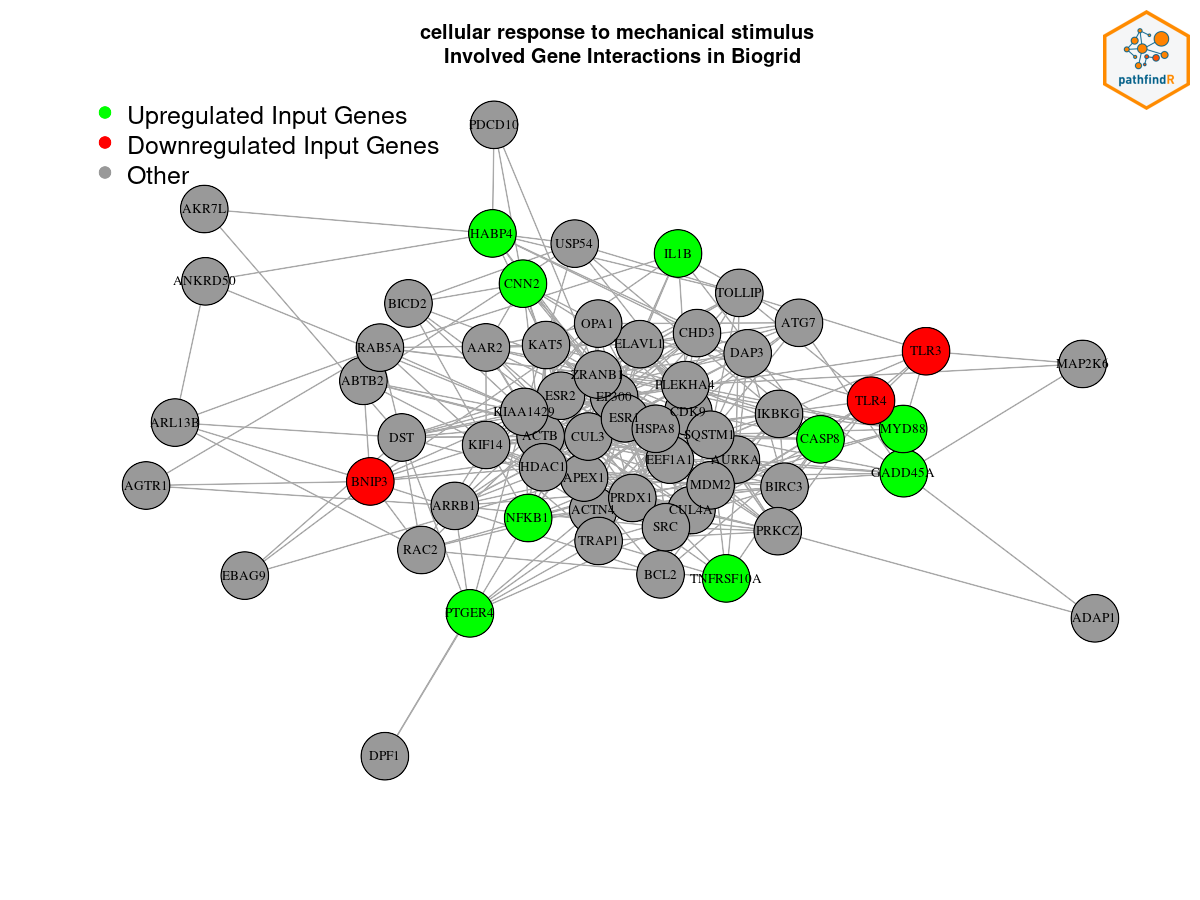 cellular response to mechanical stimulus
Involved Gene Interactions in Biogrid
pathfindR
Upregulated Input Genes
Downregulated Input Genes
Other
PDCD10
AKR7L
HABP4
USP54
IL1B
ANKRD50
CNN2
TOLLIP
BICD2
OPA1
ATG7
CHD3
ELAVL1
KAT5
AAR2
RAB5A
DAP3
TLR3
MAP2K6
ZRANB1
ABTB2
PLEKHA4
ESR2
EP300
TLR4
KIAA1429
CDK9
IKBKG
ESR1
ARL13B
HSPA8
MYD88
SQSTM1
ACTB
CUL3
DST
CASP8
KIF14
EEF1A1
AURKA
HDAC1
GADD45A
APEX1
BNIP3
AGTR1
MDM2
BIRC3
PRDX1
ARRB1
ACTN4
CUL4A
NFKB1
SRC
PRKCZ
TRAP1
RAC2
EBAG9
BCL2
TNFRSF10A
PTGER4
ADAP1
DPF1